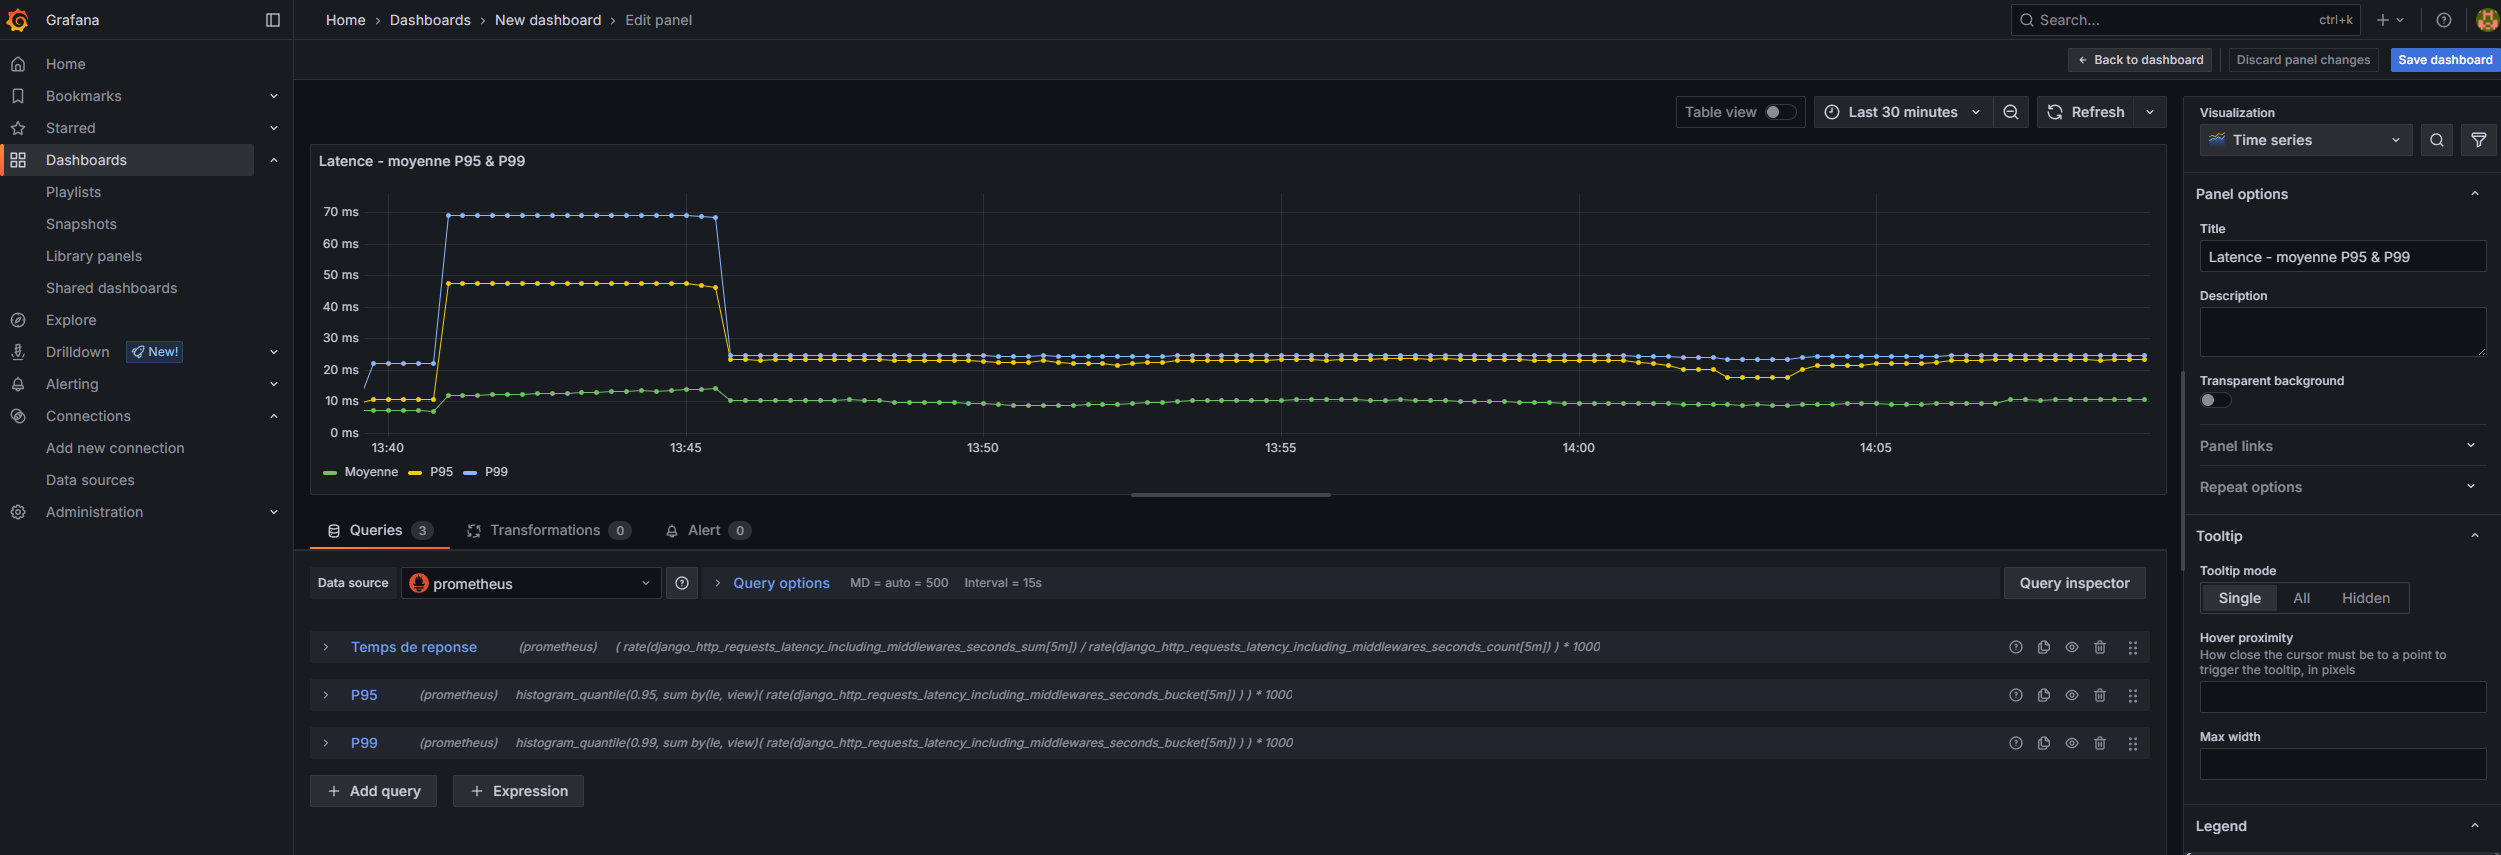 Grafana
Home › Dashboards › New dashboard › Edit panel
Search... ctrl+k
Back to dashboard
Discard panel changes
Save dashboard
Home
Bookmarks
Starred
Dashboards
Playlists
Snapshots
Library panels
Shared dashboards
Explore
Drilldown New!
Alerting
Connections
Add new connection
Data sources
Administration
Table view
Last 30 minutes
Refresh
Latence - moyenne P95 & P99
70 ms
60 ms
50 ms
40 ms
30 ms
20 ms
10 ms
0 ms
13:40 13:45 13:50 13:55 14:00 14:05
Moyenne P95 P99
Queries 3 Transformations 0 Alert 0
Data source prometheus Query options MD = auto = 500 Interval = 15s Query inspector
Temps de reponse (prometheus) ( rate(django_http_requests_latency_including_middlewares_seconds_sum[5m]) / rate(django_http_requests_latency_including_middlewares_seconds_count[5m]) ) * 1000
P95 (prometheus) histogram_quantile(0.95, sum by(le, view)( rate(django_http_requests_latency_including_middlewares_seconds_bucket[5m]) ) ) * 1000
P99 (prometheus) histogram_quantile(0.99, sum by(le, view)( rate(django_http_requests_latency_including_middlewares_seconds_bucket[5m]) ) ) * 1000
+ Add query + Expression
Visualization
Time series
Panel options
Title
Latence - moyenne P95 & P99
Description
Transparent background
Panel links
Repeat options
Tooltip
Tooltip mode
Single All Hidden
Hover proximity
How close the cursor must be to a point to
trigger the tooltip, in pixels
Max width
Legend